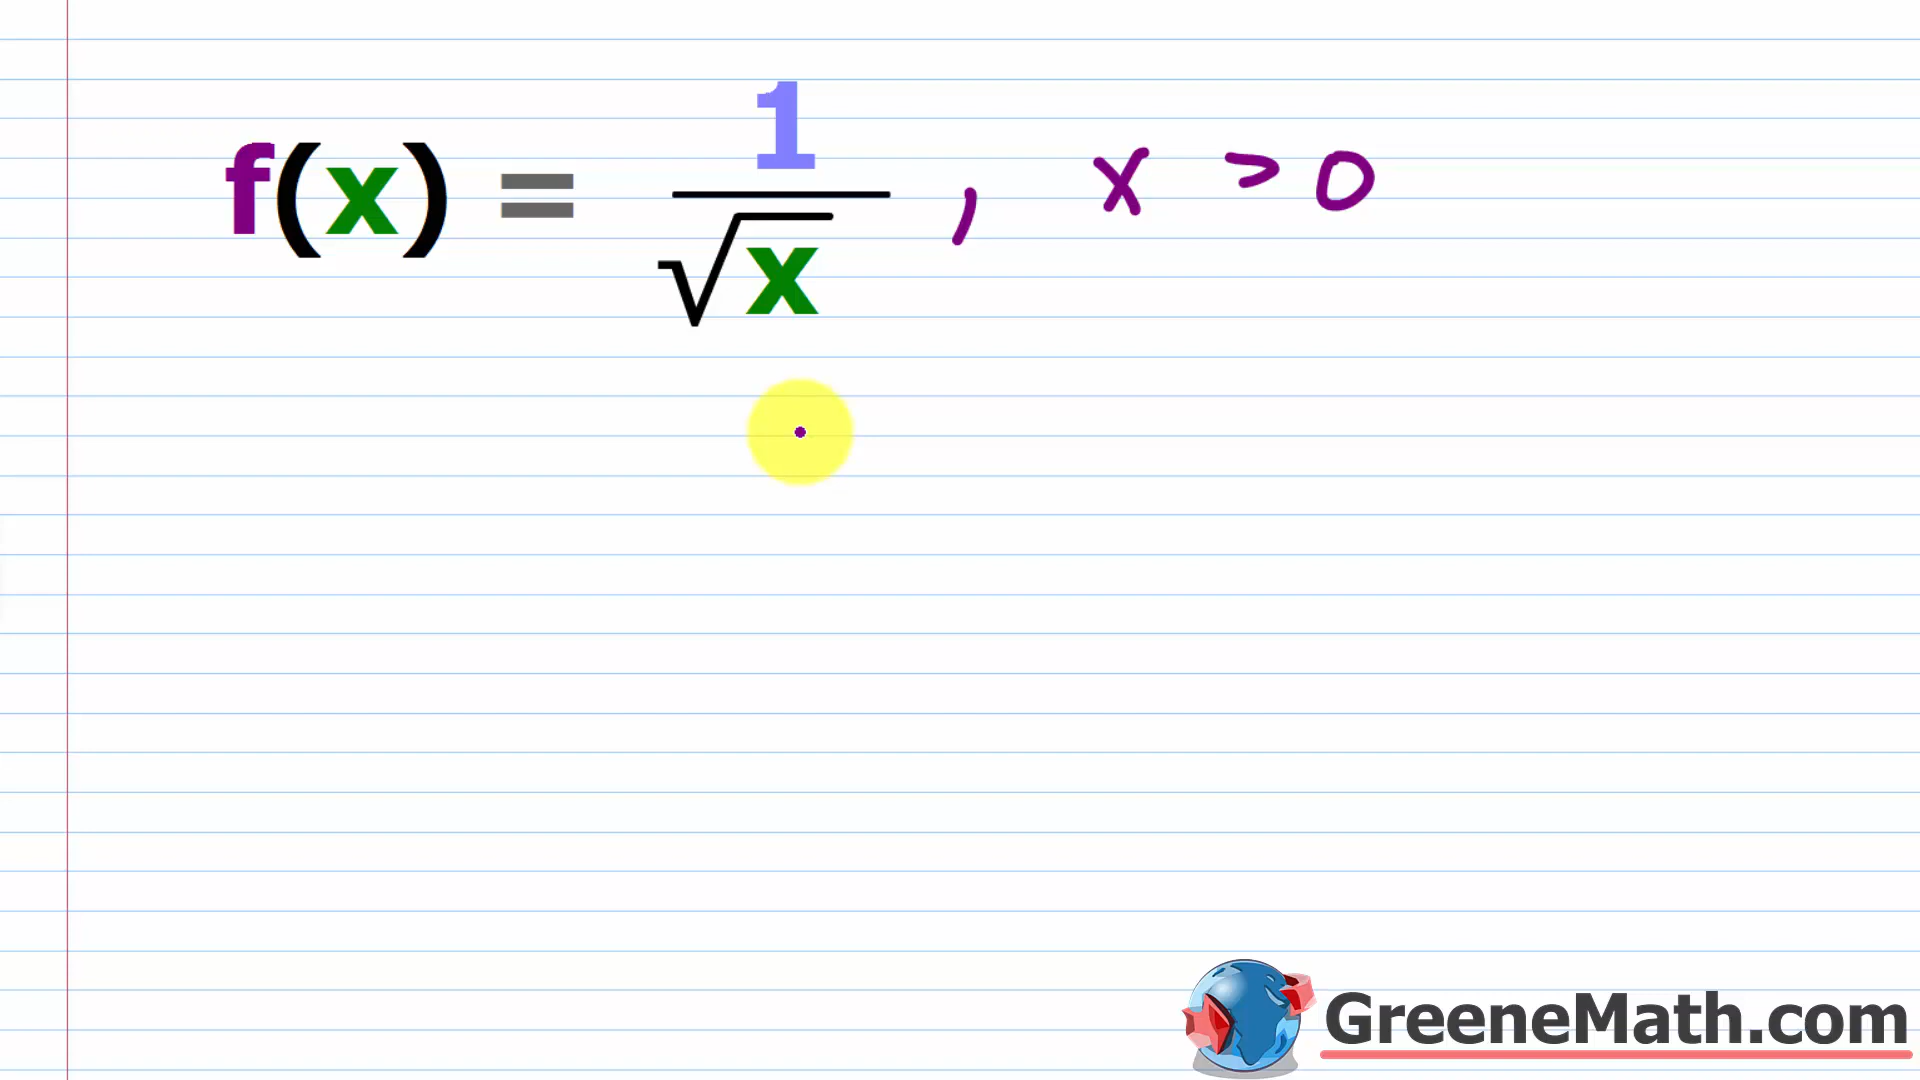 f(x) = 1/√x , x > 0
GreeneMath.com